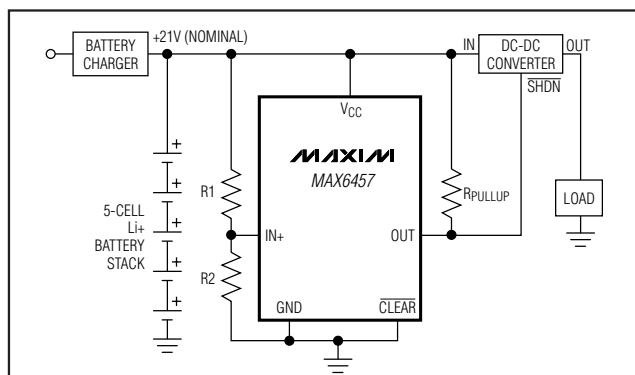 BATTERY
CHARGER
+21V (NOMINAL)
IN
DC-DC
CONVERTER
OUT
SHDN
VCC
MAXIM
MAX6457
R1
RPULLUP
LOAD
5-CELL
Li+
BATTERY
STACK
IN+
OUT
R2
GND
CLEAR
+
+
+
+
+